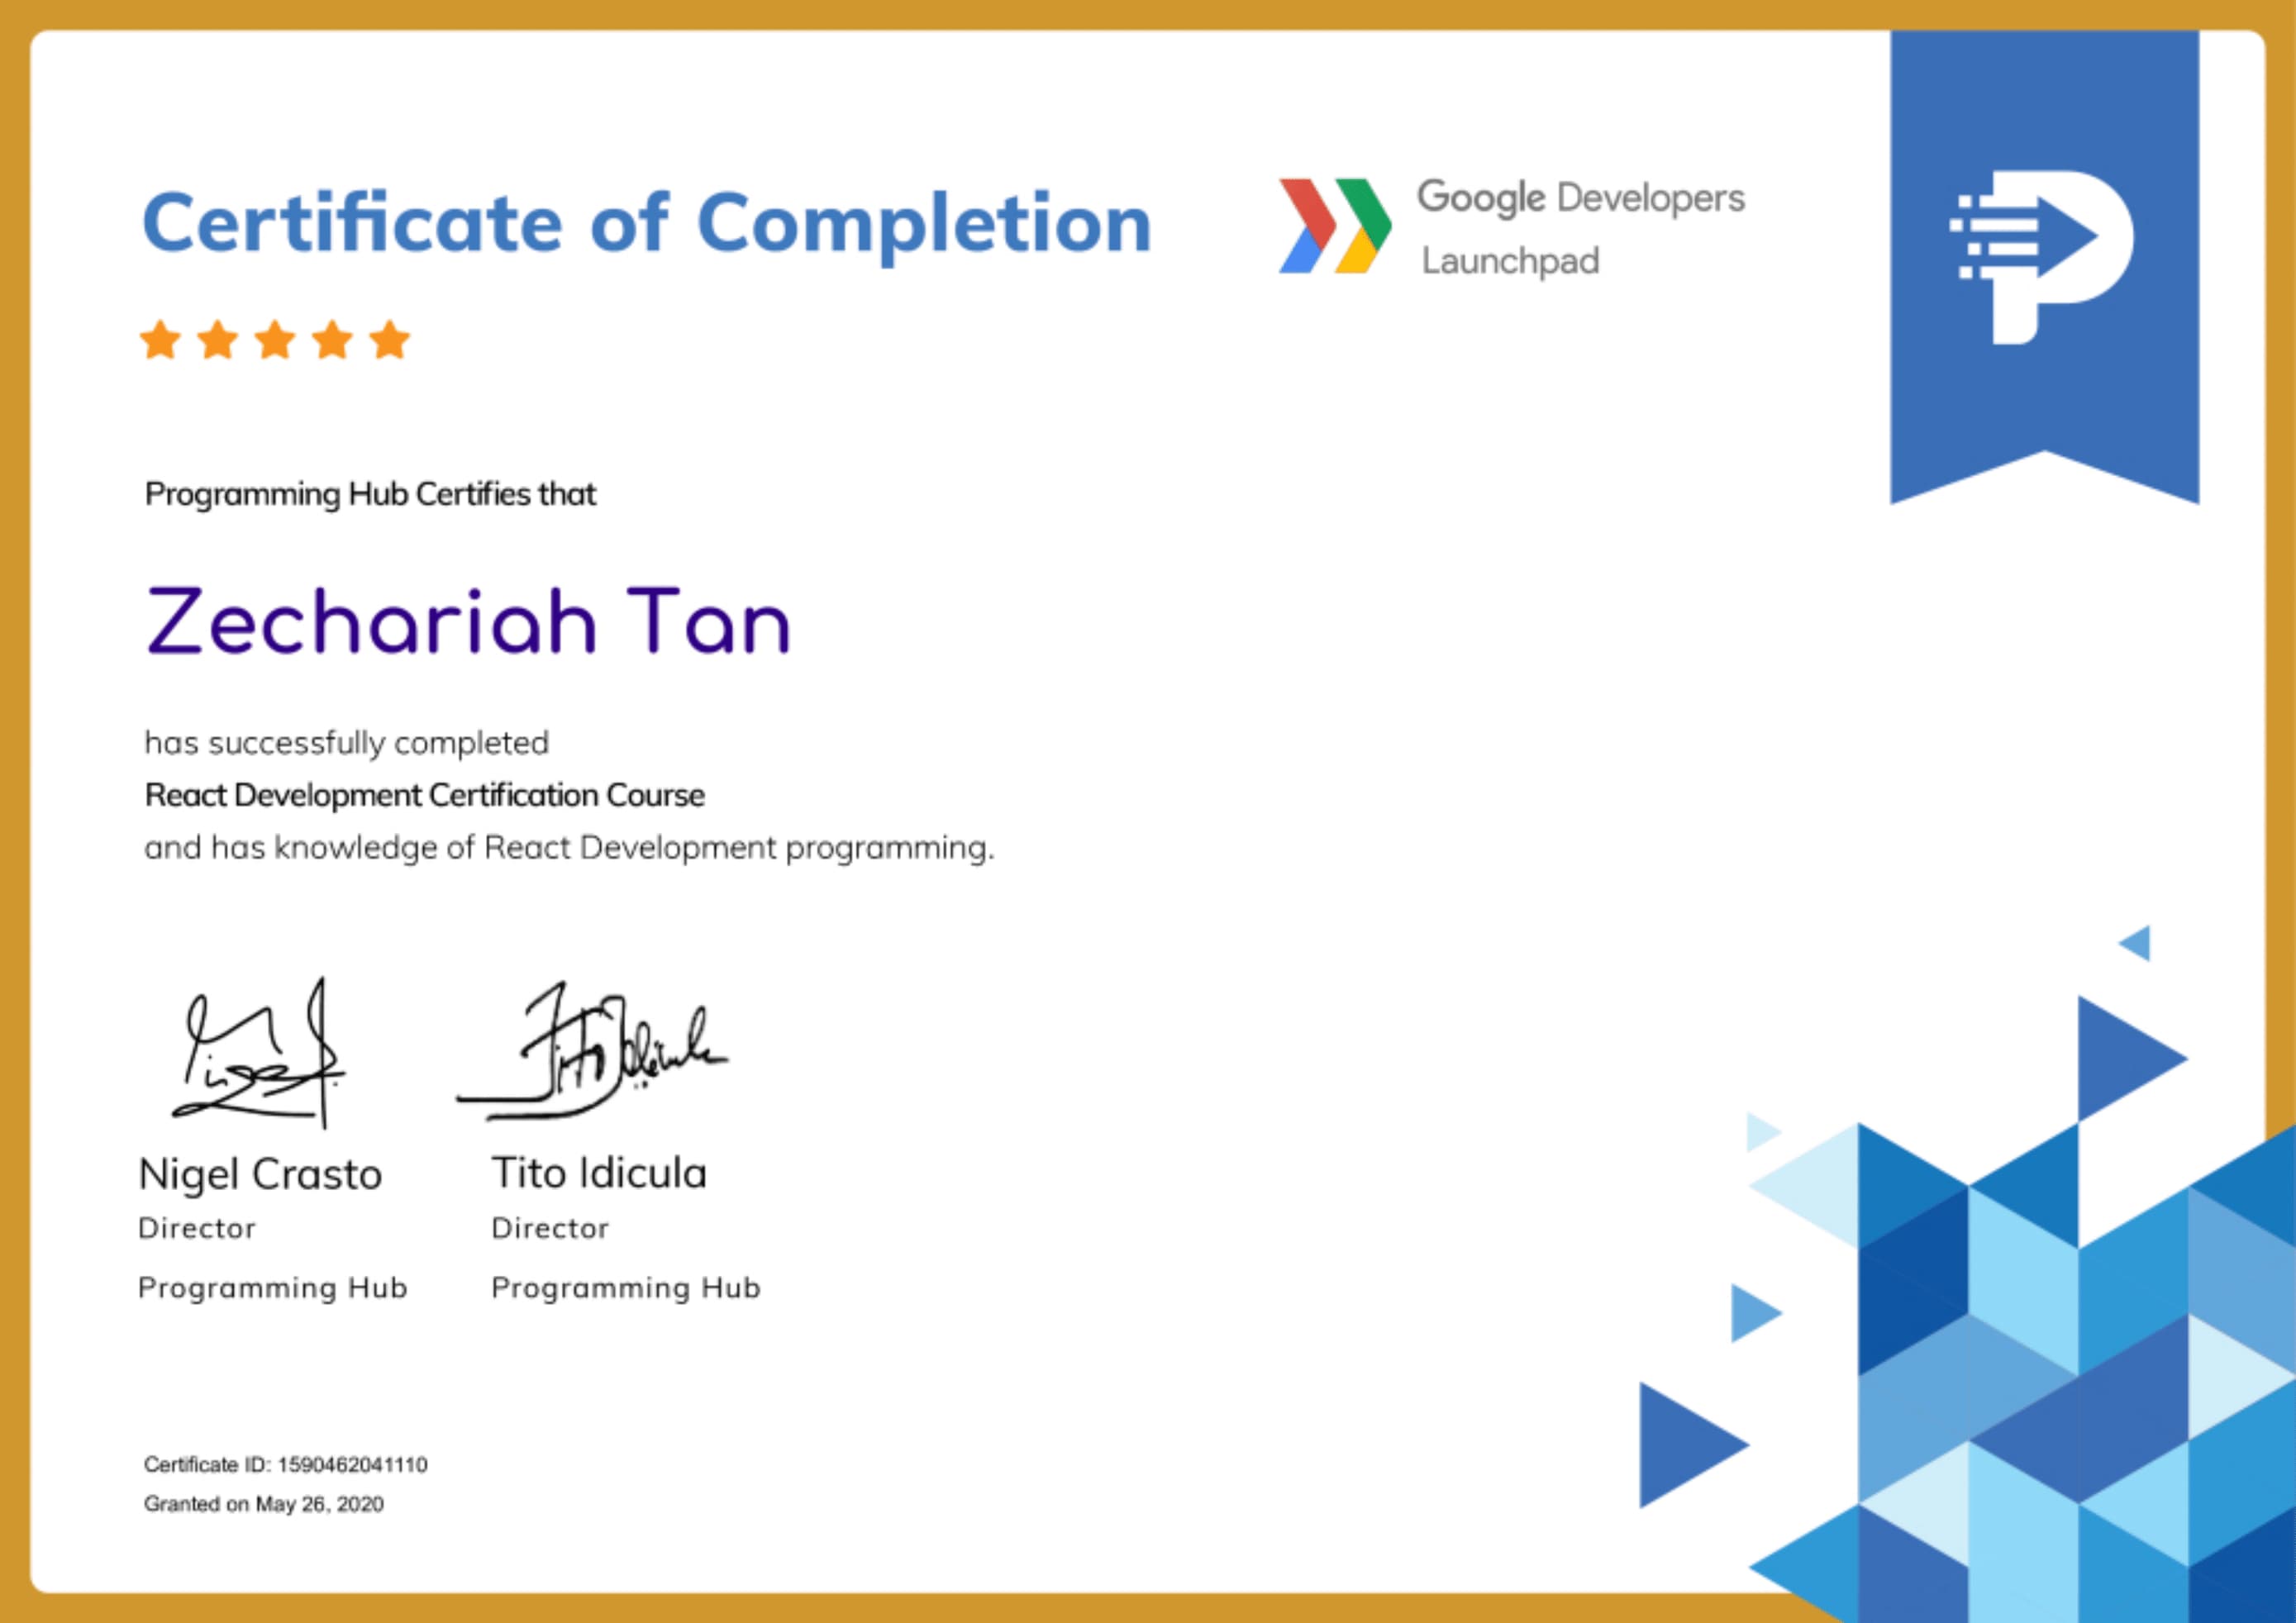 Certificate of Completion
Google Developers
Launchpad
Programming Hub Certifies that
Zechariah Tan
has successfully completed
React Development Certification Course
and has knowledge of React Development programming.
Nigel Crasto
Director
Programming Hub
Tito Idicula
Director
Programming Hub
Certificate ID: 1590462041110
Granted on May 26, 2020